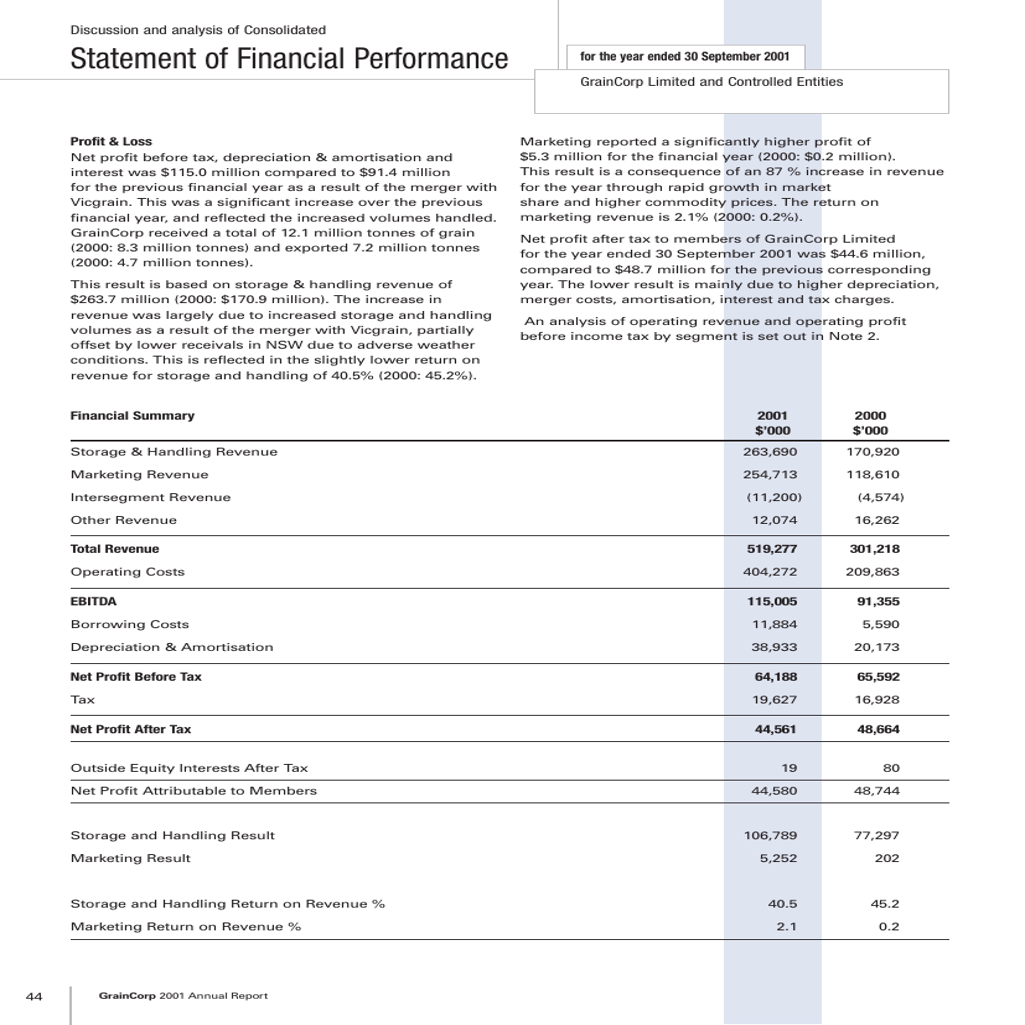 Discussion and analysis of Consolidated
Statement of Financial Performance
for the year ended 30 September 2001
GrainCorp Limited and Controlled Entities
Profit & Loss
Net profit before tax, depreciation & amortisation and
interest was $115.0 million compared to $91.4 million
for the previous financial year as a result of the merger with
Vicgrain. This was a significant increase over the previous
financial year, and reflected the increased volumes handled.
GrainCorp received a total of 12.1 million tonnes of grain
(2000: 8.3 million tonnes) and exported 7.2 million tonnes
(2000: 4.7 million tonnes).
This result is based on storage & handling revenue of
$263.7 million (2000: $170.9 million). The increase in
revenue was largely due to increased storage and handling
volumes as a result of the merger with Vicgrain, partially
offset by lower receivals in NSW due to adverse weather
conditions. This is reflected in the slightly lower return on
revenue for storage and handling of 40.5% (2000: 45.2%).
Marketing reported a significantly higher profit of
$5.3 million for the financial year (2000: $0.2 million).
This result is a consequence of an 87 % increase in revenue
for the year through rapid growth in market
share and higher commodity prices. The return on
marketing revenue is 2.1% (2000: 0.2%).
Net profit after tax to members of GrainCorp Limited
for the year ended 30 September 2001 was $44.6 million,
compared to $48.7 million for the previous corresponding
year. The lower result is mainly due to higher depreciation,
merger costs, amortisation, interest and tax charges.
An analysis of operating revenue and operating profit
before income tax by segment is set out in Note 2.
Financial Summary 2001 2000
$'000 $'000
Storage & Handling Revenue 263,690 170,920
Marketing Revenue 254,713 118,610
Intersegment Revenue (11,200) (4,574)
Other Revenue 12,074 16,262
Total Revenue 519,277 301,218
Operating Costs 404,272 209,863
EBITDA 115,005 91,355
Borrowing Costs 11,884 5,590
Depreciation & Amortisation 38,933 20,173
Net Profit Before Tax 64,188 65,592
Tax 19,627 16,928
Net Profit After Tax 44,561 48,664
Outside Equity Interests After Tax 19 80
Net Profit Attributable to Members 44,580 48,744
Storage and Handling Result 106,789 77,297
Marketing Result 5,252 202
Storage and Handling Return on Revenue % 40.5 45.2
Marketing Return on Revenue % 2.1 0.2
44 GrainCorp 2001 Annual Report